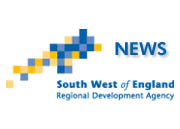 NEWS
South West of England
Regional Development Agency